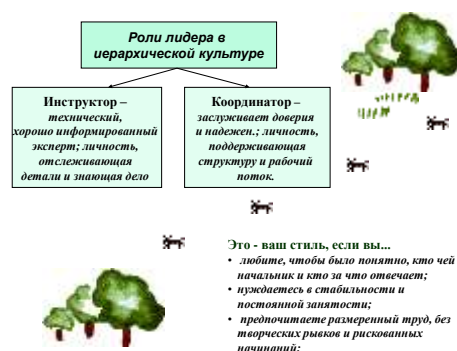 Роли лидера в
иерархической культуре
Инструктор –
технический,
хорошо информированный
эксперт; личность,
отслеживающая
детали и знающая дело
Координатор –
заслуживает доверия
и надежен.; личность,
поддерживающая
структуру и рабочий
поток.
Это - ваш стиль, если вы...
• любите, чтобы было понятно, кто чей
начальник и кто за что отвечает;
• нуждаетесь в стабильности и
постоянной занятости;
• предпочитаете размеренный труд, без
творческих рывков и рискованных
начинаний;